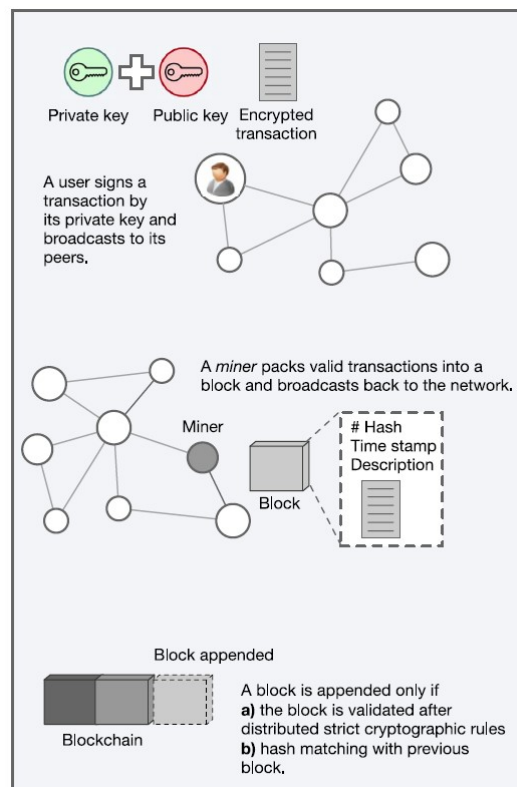 Private key
Public key
Encrypted
transaction
A user signs a
transaction by
its private key and
broadcasts to its
peers.
A miner packs valid transactions into a
block and broadcasts back to the network.
Miner
# Hash
Time stamp
Description
Block
Block appended
Blockchain
A block is appended only if
a) the block is validated after
distributed strict cryptographic rules
b) hash matching with previous
block.